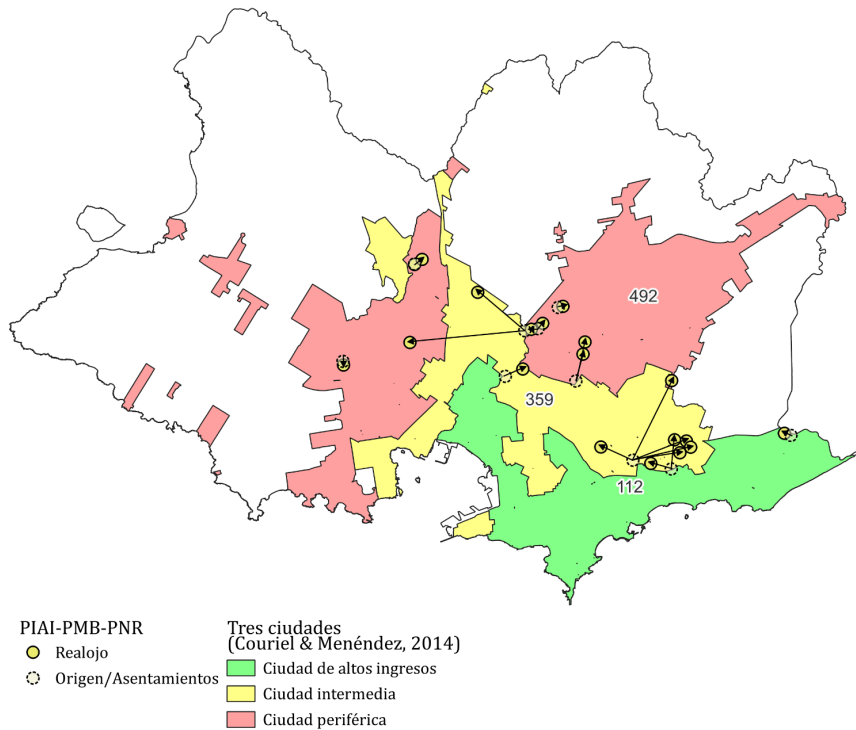 492
359
112
PIAI-PMB-PNR
Realojo
Origen/Asentamientos
Tres ciudades
(Couriel & Menéndez, 2014)
Ciudad de altos ingresos
Ciudad intermedia
Ciudad periférica